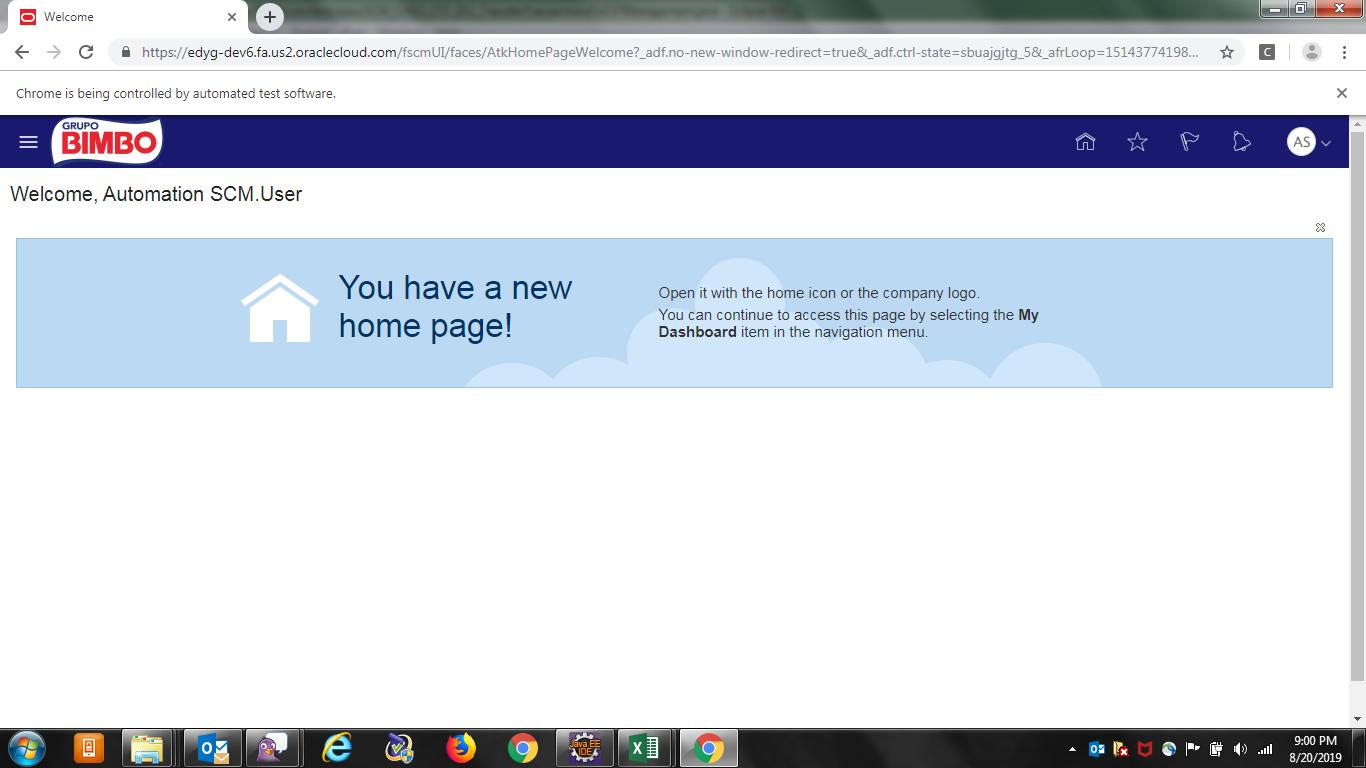 Welcome
https://edyg-dev6.fa.us2.oraclecloud.com/fscmUI/faces/AtkHomePageWelcome?_adf.no-new-window-redirect=true&_adf.ctrl-state=sbuajgjtg_5&_afrLoop=15143774198...
C
Chrome is being controlled by automated test software.
GRUPO
BIMBO
AS
Welcome, Automation SCM.User
You have a new
home page!
Open it with the home icon or the company logo.
You can continue to access this page by selecting the My
Dashboard item in the navigation menu.
Java EE
IDE
9:00 PM
8/20/2019